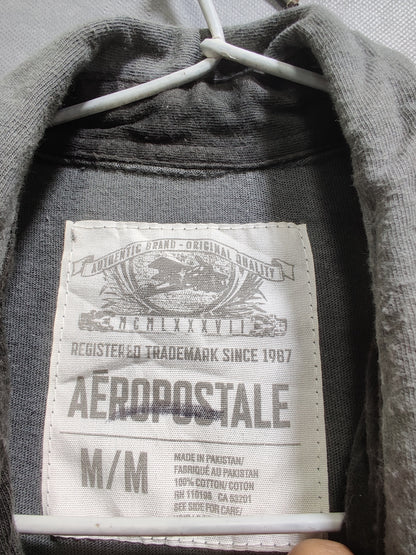 AUTHENTIC BRAND - ORIGINAL QUALITY
MCMLXXXVII
REGISTERED TRADEMARK SINCE 1987
AÉROPOSTALE
M/M
MADE IN PAKISTAN/
FABRIQUÉ AU PAKISTAN
100% COTTON/COTON
RN 110198 CA 53201
SEE SIDE FOR CARE/